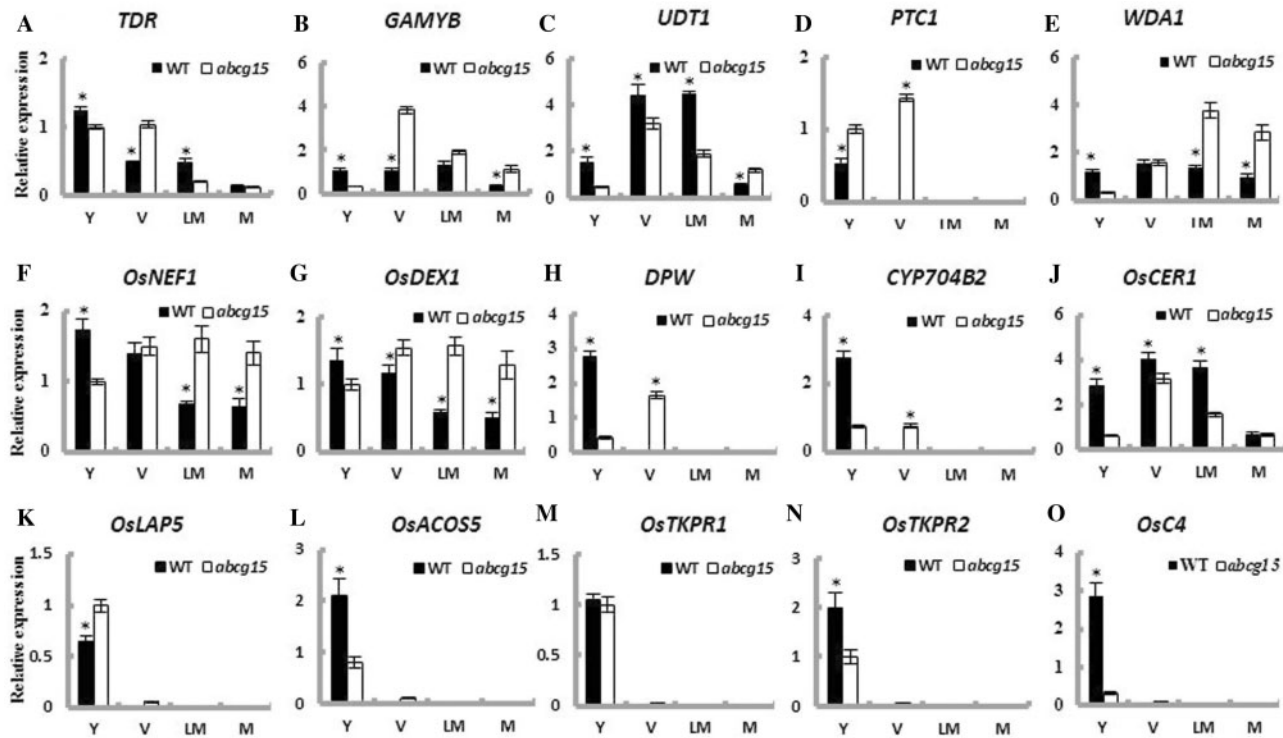 A TDR
B GAMYB
C UDT1
D PTC1
E WDA1
Relative expression
2
1
0
WT abcg15
*
*
*
Y V LM M
6
4
2
0
WT abcg15
*
*
*
Y V LM M
6
4
2
0
WT abcg15
*
*
*
*
Y V LM M
2
1
0
WT abcg15
*
*
Y V LM M
6
4
2
0
WT abcg15
*
*
*
Y V LM M
F OsNEF1
G OsDEX1
H DPW
I CYP704B2
J OsCER1
Relative expression
2
1
0
WT abcg15
*
*
*
Y V LM M
2
1
0
WT abcg15
*
*
*
*
Y V LM M
4
3
2
1
0
WT abcg15
*
*
Y V LM M
4
2
0
WT abcg15
*
*
Y V LM M
6
4
2
0
WT abcg15
*
*
*
Y V LM M
K OsLAP5
L OsACOS5
M OsTKPR1
N OsTKPR2
O OsC4
Relative expression
1.5
1
0.5
0
WT abcg15
*
Y V LM M
3
2
1
0
WT abcg15
*
Y V LM M
1.5
1
0.5
0
WT abcg15
Y V LM M
3
2
1
0
WT abcg15
*
Y V LM M
4
3
2
1
0
WT abcg15
*
Y V LM M